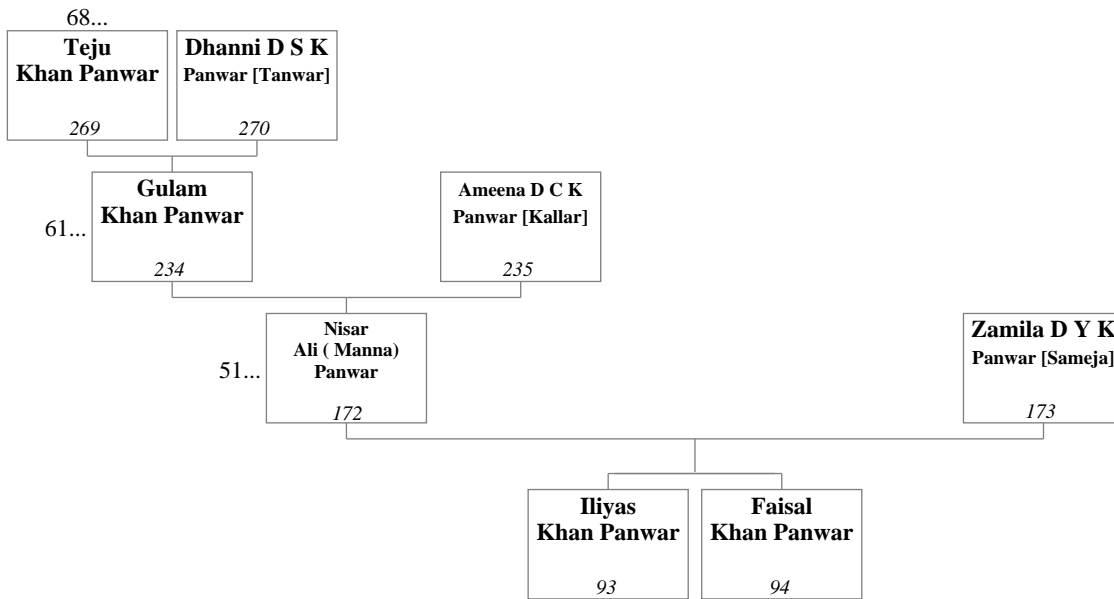 68...
Teju
Khan Panwar
269
Dhanni D S K
Panwar [Tanwar]
270
61...
Gulam
Khan Panwar
234
Ameena D C K
Panwar [Kallar]
235
51...
Nisar
Ali ( Manna)
Panwar
172
Zamila D Y K
Panwar [Sameja]
173
Iliyas
Khan Panwar
93
Faisal
Khan Panwar
94